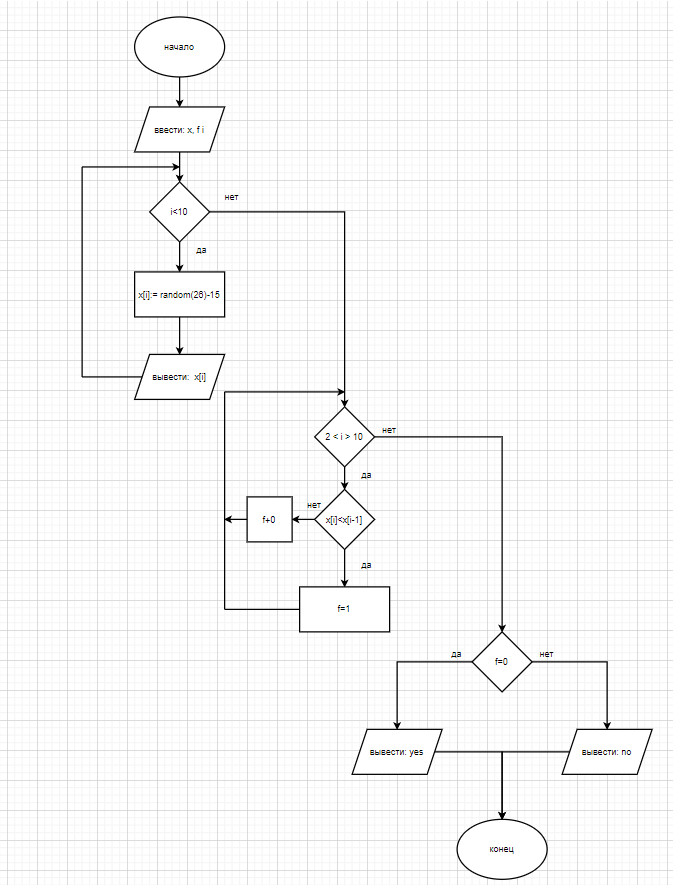 начало
ввести: x, f i
i<10
нет
да
x[i]:= random(26)-15
вывести: x[i]
2 < i > 10
нет
да
x[i]<x[i-1]
нет
f+0
да
f=1
f=0
да
нет
вывести: yes
вывести: no
конец